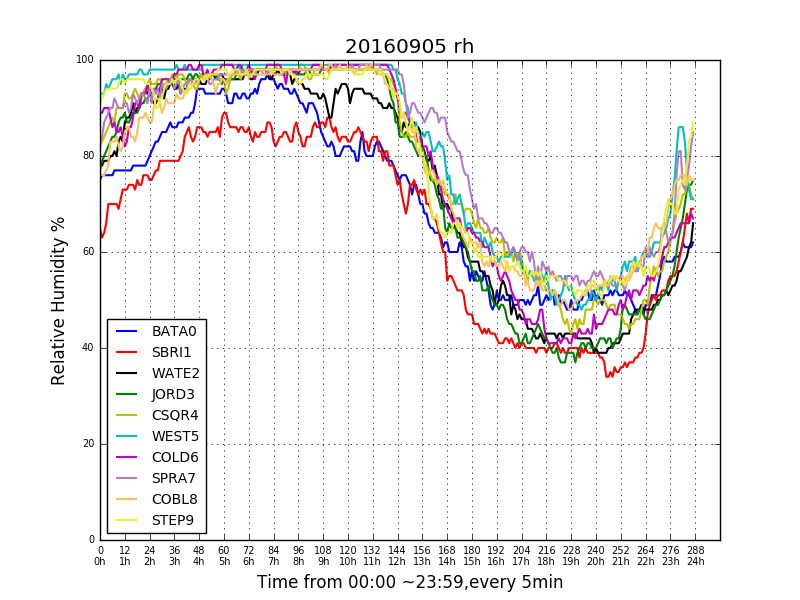 20160905 rh
100
80
60
40
20
0
Relative Humidity %
BATA0
SBRI1
WATE2
JORD3
CSQR4
WEST5
COLD6
SPRA7
COBL8
STEP9
0 12 24 36 48 60 72 84 96 108 120 132 144 156 168 180 192 204 216 228 240 252 264 276 288
0h 1h 2h 3h 4h 5h 6h 7h 8h 9h 10h 11h 12h 13h 14h 15h 16h 17h 18h 19h 20h 21h 22h 23h 24h
Time from 00:00 ~23:59,every 5min